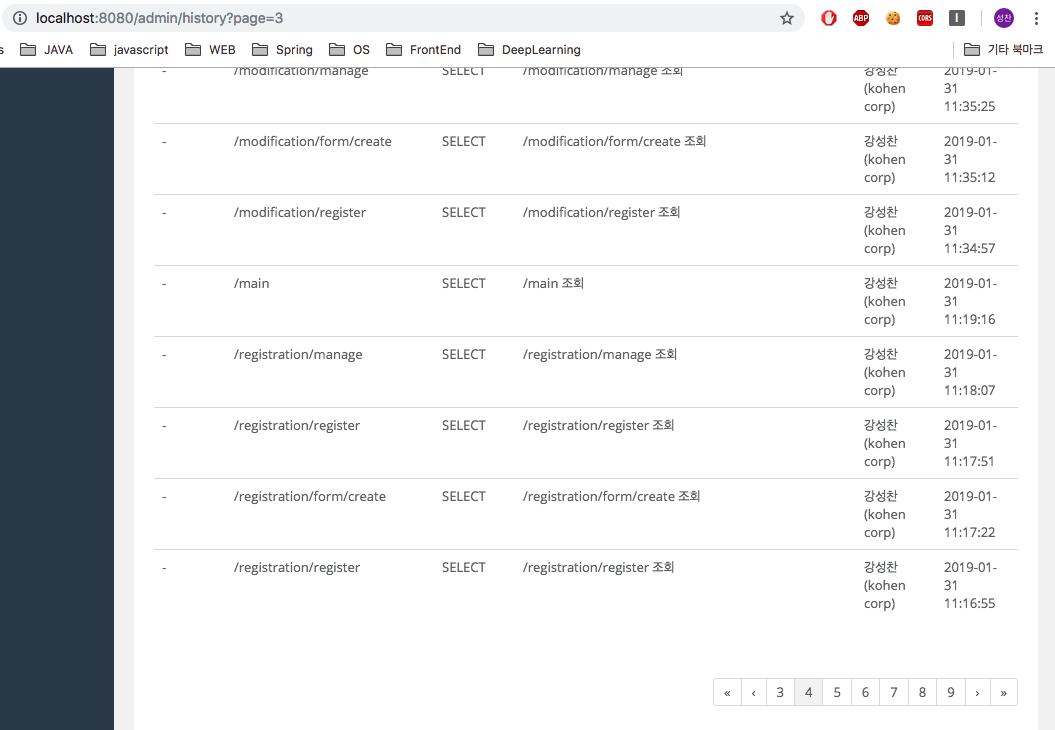 localhost:8080/admin/history?page=3
ABP
CORS
I
성찬
s JAVA javascript WEB Spring OS FrontEnd DeepLearning 기타 북마크
- /modification/manage SELECT /modification/manage 조회 강성찬 2019-01-
(kohen 31
corp) 11:35:25
- /modification/form/create SELECT /modification/form/create 조회 강성찬 2019-01-
(kohen 31
corp) 11:35:12
- /modification/register SELECT /modification/register 조회 강성찬 2019-01-
(kohen 31
corp) 11:34:57
- /main SELECT /main 조회 강성찬 2019-01-
(kohen 31
corp) 11:19:16
- /registration/manage SELECT /registration/manage 조회 강성찬 2019-01-
(kohen 31
corp) 11:18:07
- /registration/register SELECT /registration/register 조회 강성찬 2019-01-
(kohen 31
corp) 11:17:51
- /registration/form/create SELECT /registration/form/create 조회 강성찬 2019-01-
(kohen 31
corp) 11:17:22
- /registration/register SELECT /registration/register 조회 강성찬 2019-01-
(kohen 31
corp) 11:16:55
« ‹ 3 4 5 6 7 8 9 › »